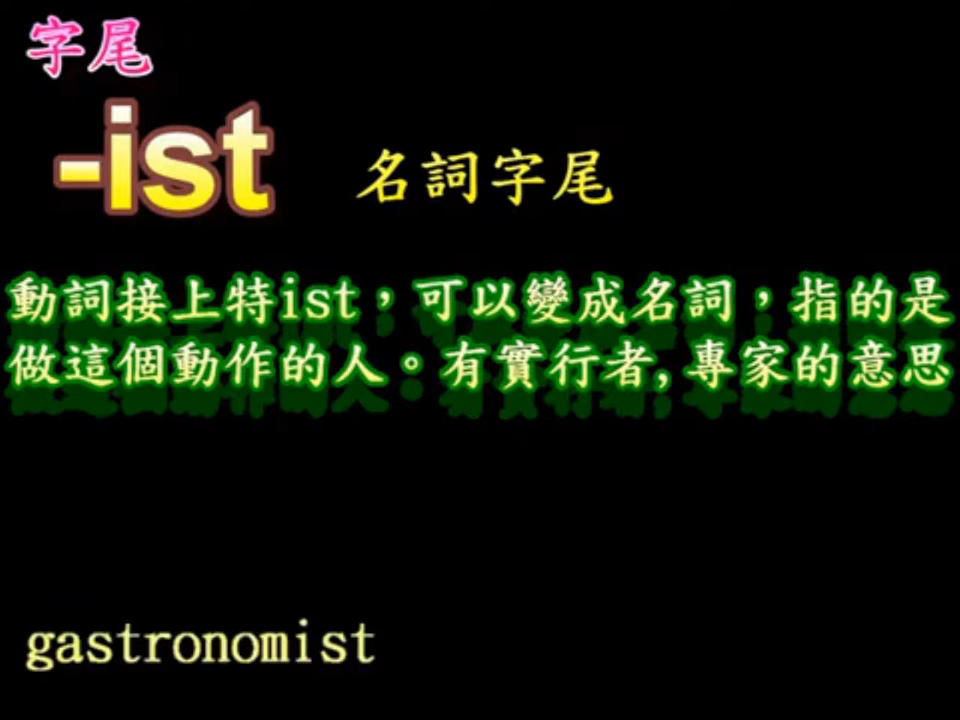 字尾
-ist
名詞字尾
動詞接上特ist，可以變成名詞，指的是
做這個動作的人。有實行者,專家的意思
gastronomist